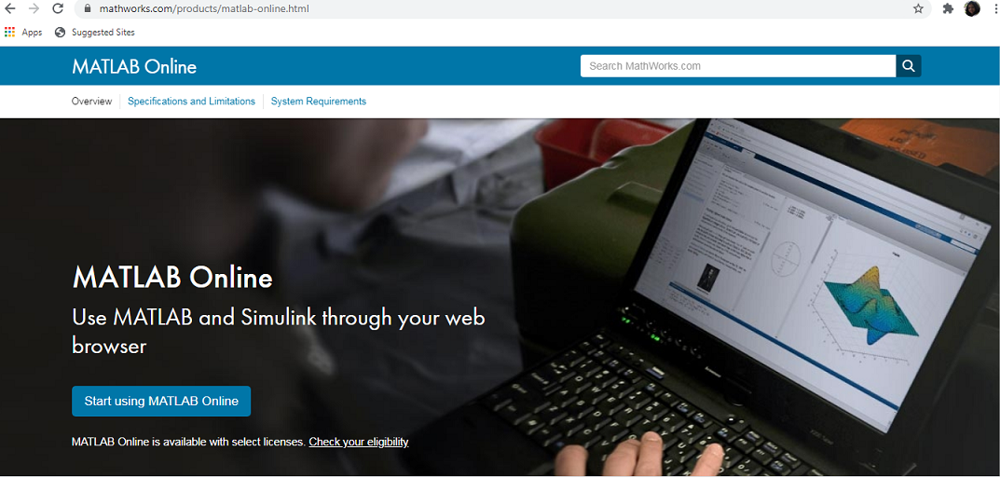 mathworks.com/products/matlab-online.html
Apps Suggested Sites
MATLAB Online
Search MathWorks.com
Overview Specifications and Limitations System Requirements
MATLAB Online
Use MATLAB and Simulink through your web
browser
Start using MATLAB Online
MATLAB Online is available with select licenses. Check your eligibility